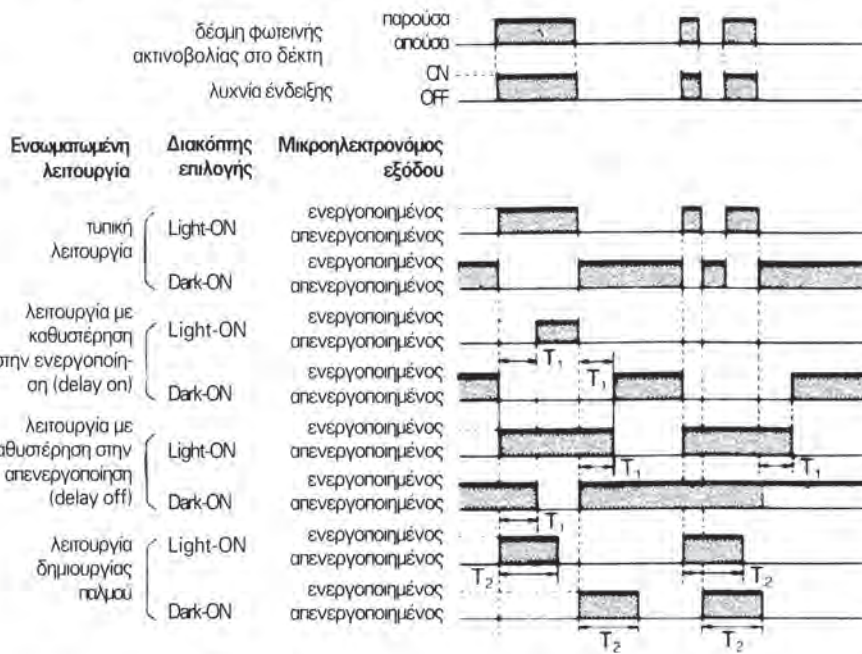 δέσμη φωτεινής
ακτινοβολίας στο δέκτη
παρούσα
απούσα
λυχνία ένδειξης
ON
OFF
Ενσωματωμένη
λειτουργία
Διακόπτης
επιλογής
Μικροηλεκτρονόμος
εξόδου
τυπική
λειτουργία
Light-ON
ενεργοποιημένος
απενεργοποιημένος
Dark-ON
ενεργοποιημένος
απενεργοποιημένος
λειτουργία με
καθυστέρηση
στην ενεργοποίη-
ση (delay on)
Light-ON
ενεργοποιημένος
απενεργοποιημένος
T1
T1
Dark-ON
ενεργοποιημένος
απενεργοποιημένος
λειτουργία με
αθυστέρηση στην
απενεργοποίηση
(delay off)
Light-ON
ενεργοποιημένος
απενεργοποιημένος
T1
T1
Dark-ON
ενεργοποιημένος
απενεργοποιημένος
T1
λειτουργία
δημιουργίας
παλμού
Light-ON
ενεργοποιημένος
απενεργοποιημένος
T2
T2
Dark-ON
ενεργοποιημένος
απενεργοποιημένος
T2
T2